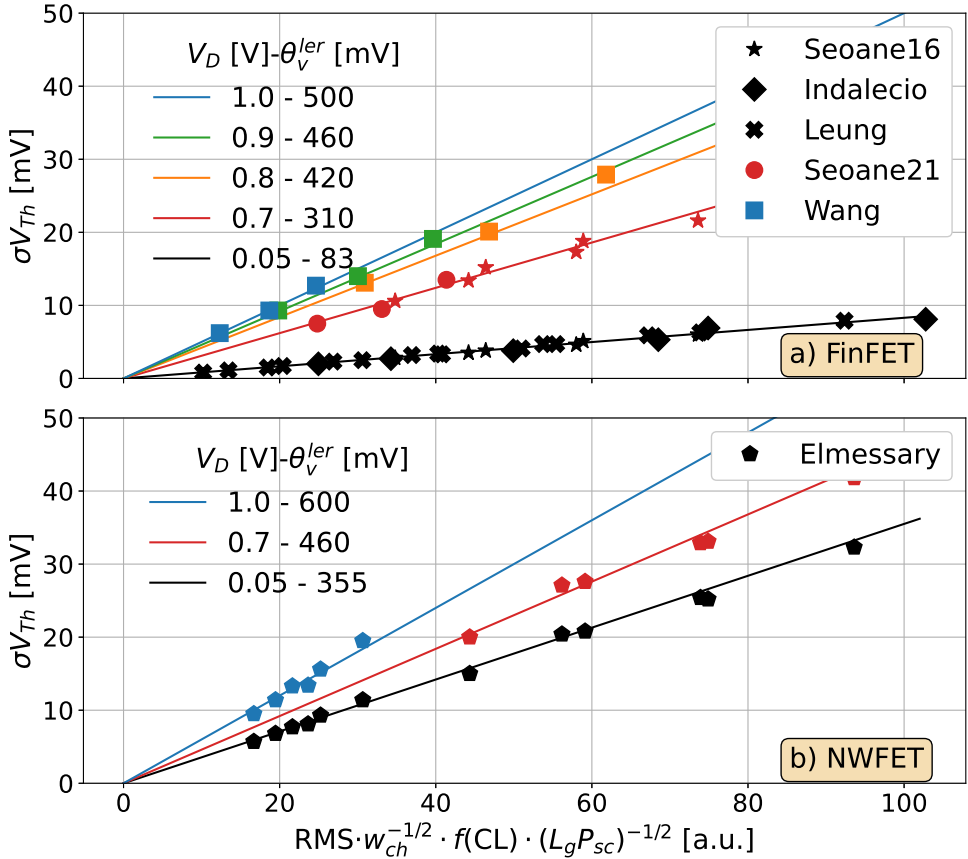 50
40
30
20
10
0
σV_Th [mV]
V_D [V]-θ_v^ler [mV]
1.0 - 500
0.9 - 460
0.8 - 420
0.7 - 310
0.05 - 83
Seoane16
Indalecio
Leung
Seoane21
Wang
a) FinFET
50
40
30
20
10
0
σV_Th [mV]
V_D [V]-θ_v^ler [mV]
1.0 - 600
0.7 - 460
0.05 - 355
Elmessary
b) NWFET
0 20 40 60 80 100
RMS·w_ch^-1/2 · f(CL) · (L_gP_sc)^-1/2 [a.u.]